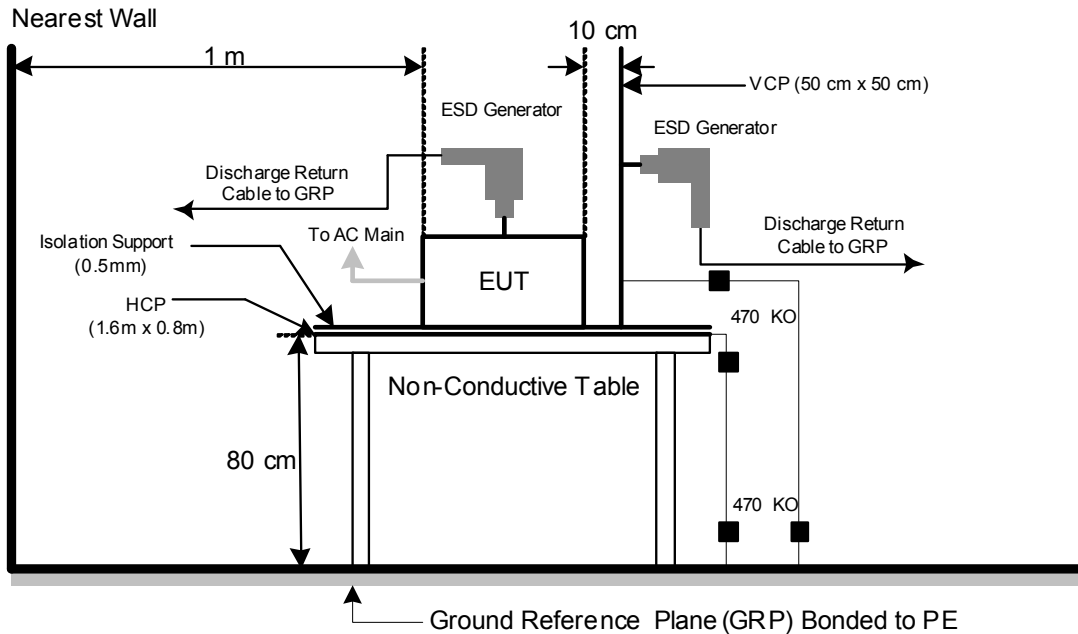 Nearest Wall
1 m
10 cm
VCP (50 cm x 50 cm)
ESD Generator
ESD Generator
Discharge Return
Cable to GRP
Discharge Return
Cable to GRP
To AC Main
Isolation Support
(0.5mm)
EUT
HCP
(1.6m x 0.8m)
470 KO
Non-Conductive Table
80 cm
470 KO
Ground Reference Plane (GRP) Bonded to PE